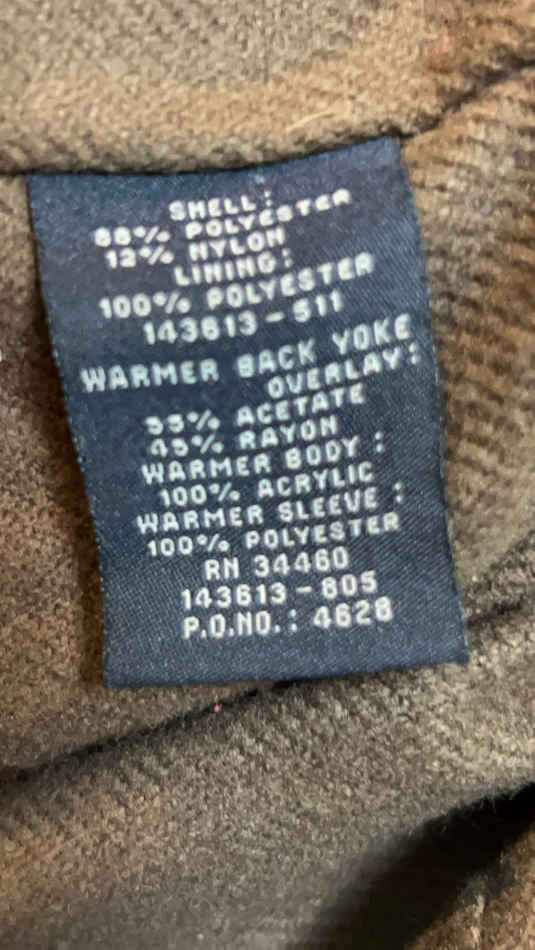 SHELL:
88% POLYESTER
12% NYLON
LINING:
100% POLYESTER
143613-511
WARMER BACK YOKE
OVERLAY:
55% ACETATE
45% RAYON
WARMER BODY:
100% ACRYLIC
WARMER SLEEVE:
100% POLYESTER
RN 34460
143613-805
P.O.NO.: 4628